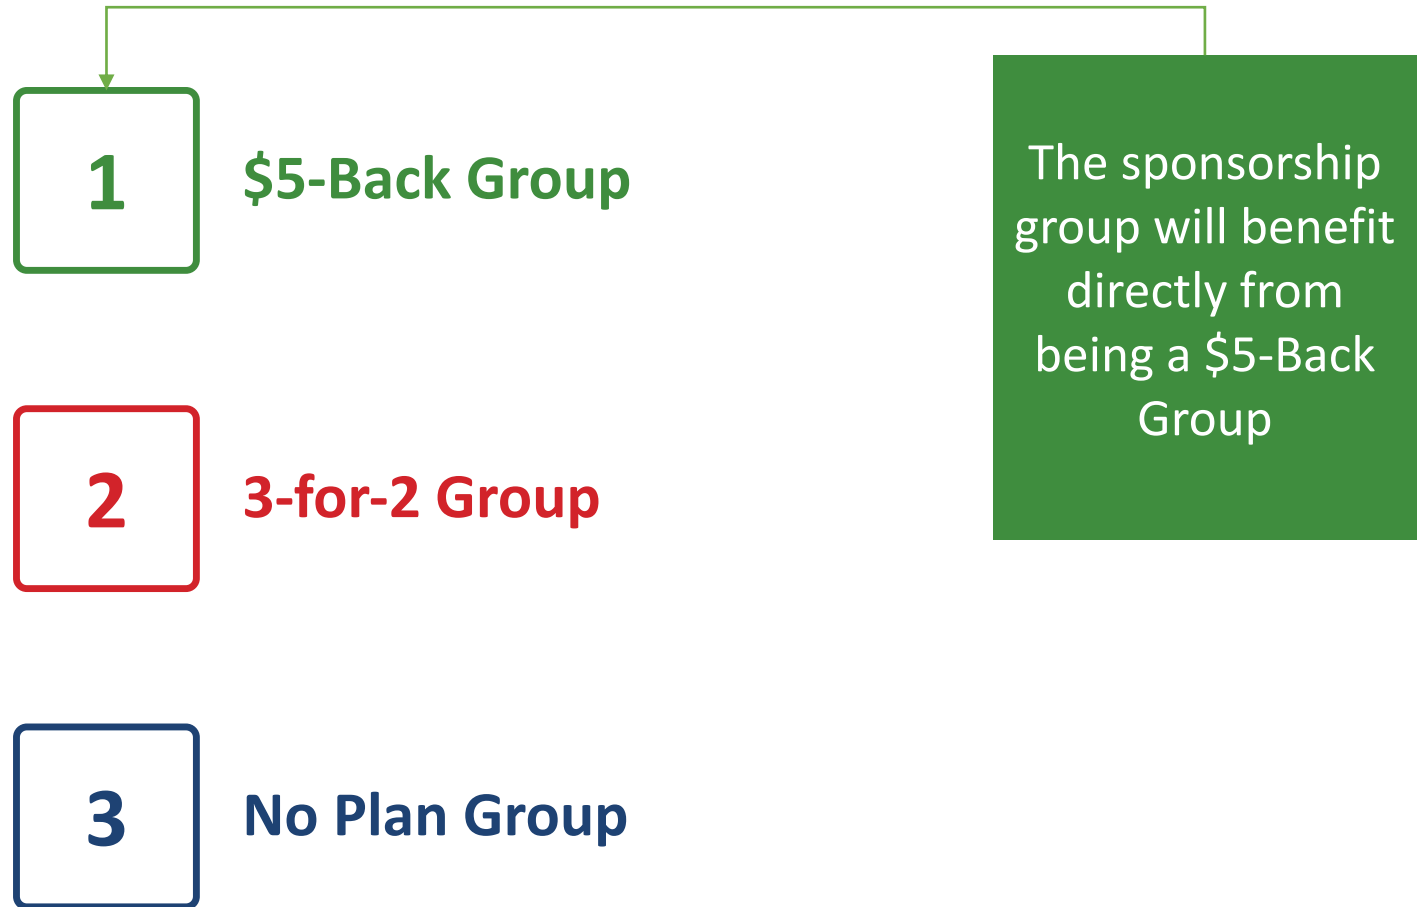 1
$5-Back Group
The sponsorship
group will benefit
directly from
being a $5-Back
Group
2
3-for-2 Group
3
No Plan Group